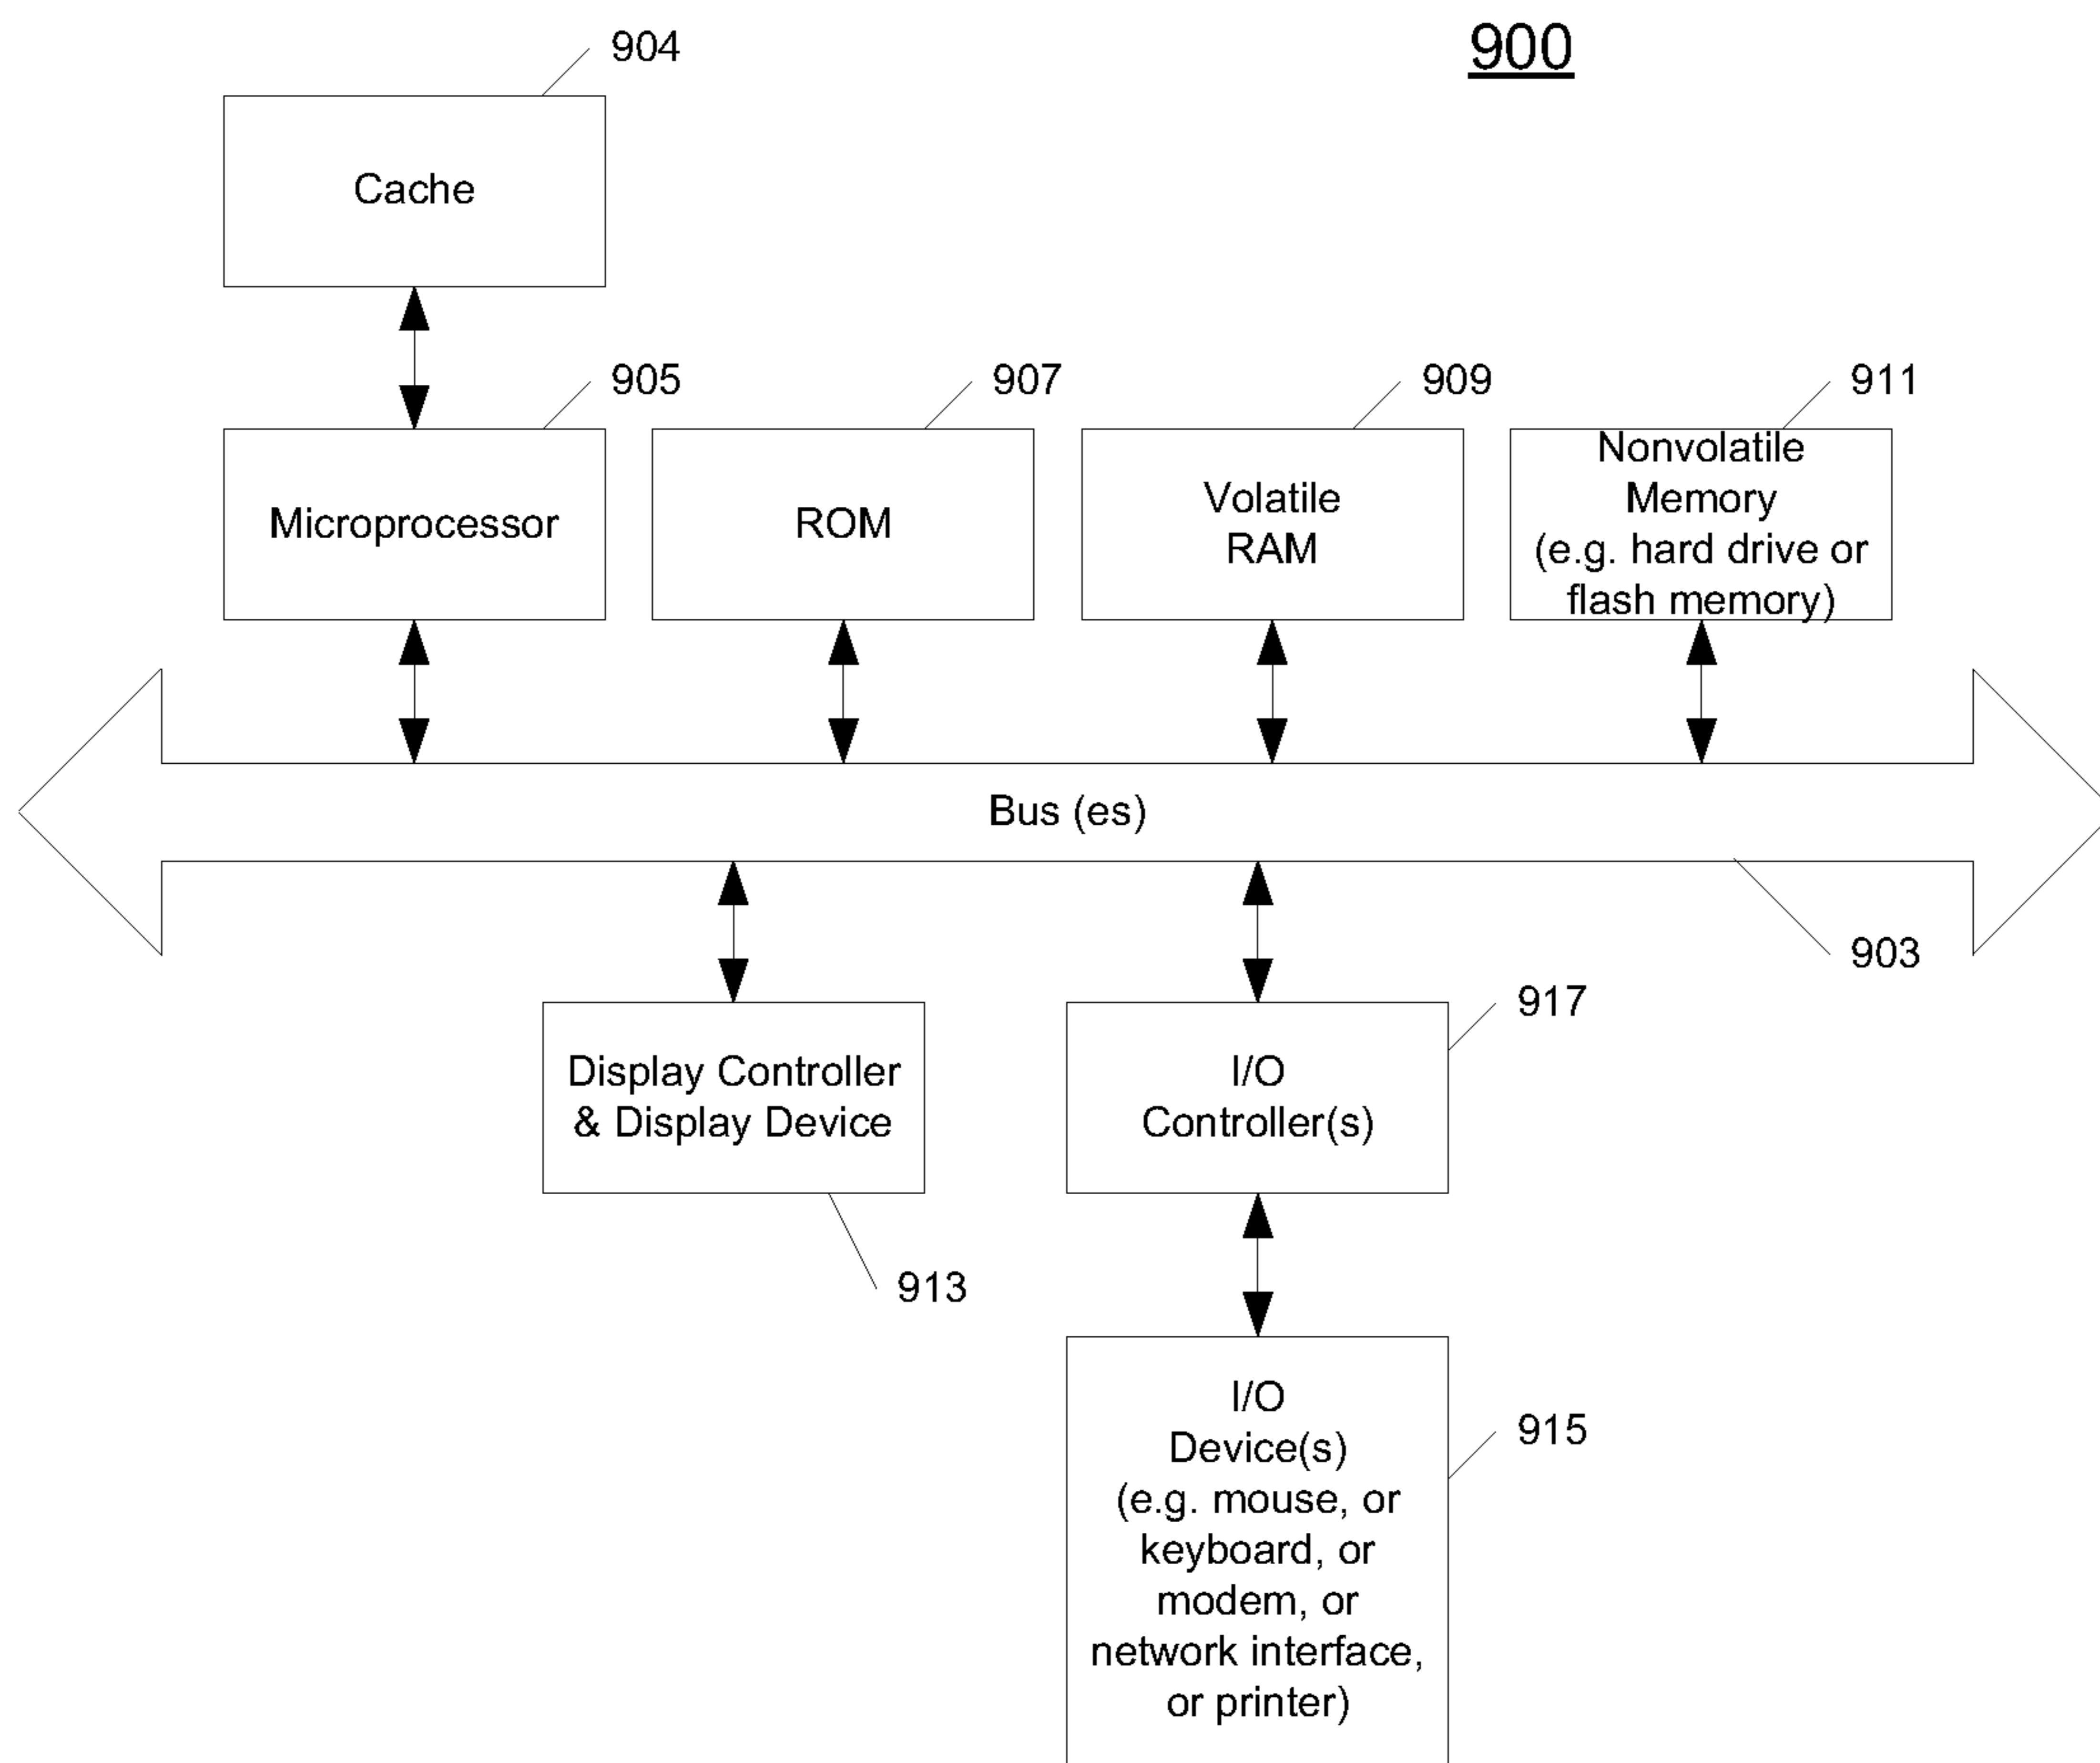 904
900
Cache
905
907
909
911
Microprocessor
ROM
Volatile
RAM
Nonvolatile
Memory
(e.g. hard drive or
flash memory)
Bus (es)
903
Display Controller
& Display Device
913
I/O
Controller(s)
917
I/O
Device(s)
(e.g. mouse, or
keyboard, or
modem, or
network interface,
or printer)
915